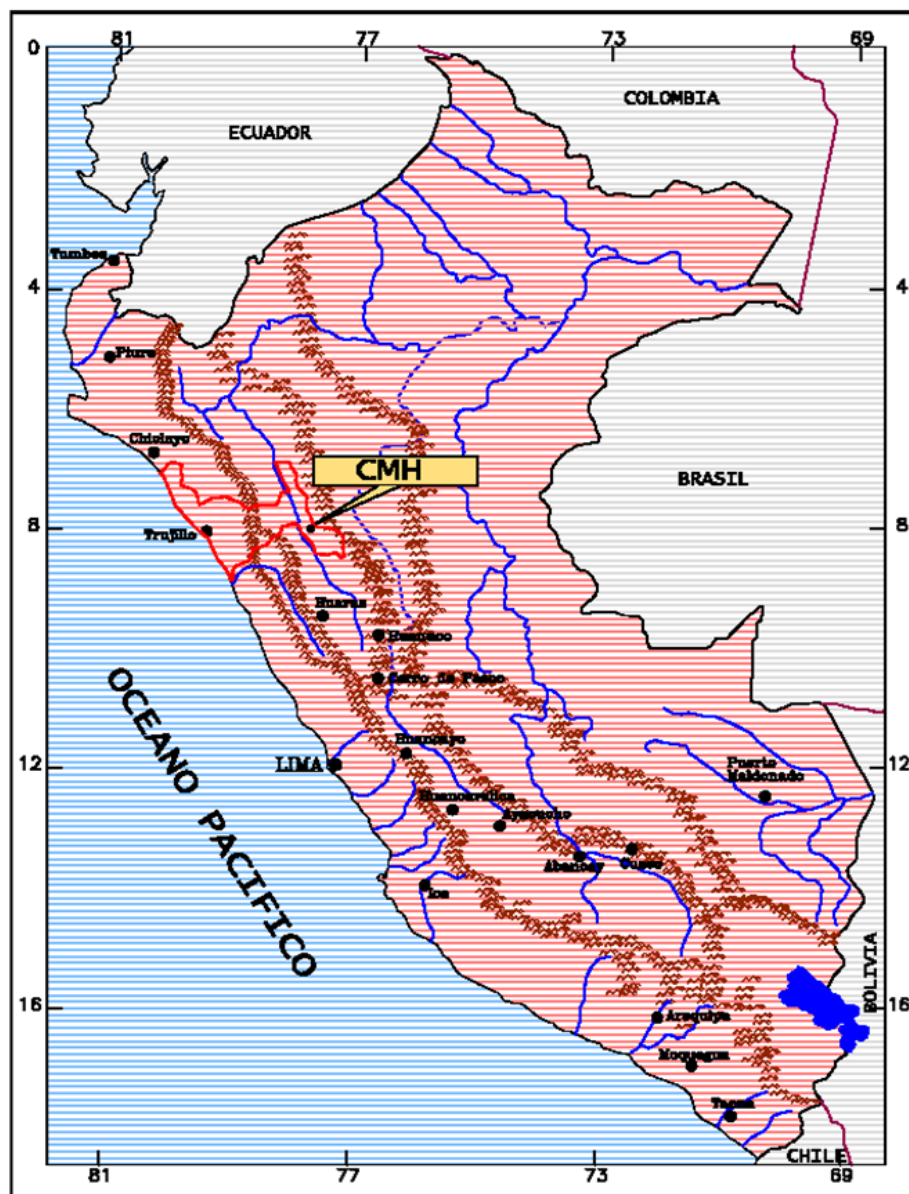 81 77 73 69
0
COLOMBIA
ECUADOR
Tumbes
4 4
Piura
Chiclayo
CMH
BRASIL
8 8
Trujillo
Huaraz
Huanuco
Cerro de Pasco
OCEANO PACIFICO
Huancayo
12 LIMA 12
Puerto
Maldonado
Huancavelica
Ayacucho
Abancay
Cusco
Ica
BOLIVIA
16 16
Arequipa
Moquegua
Tacna
CHILE
81 77 73 69